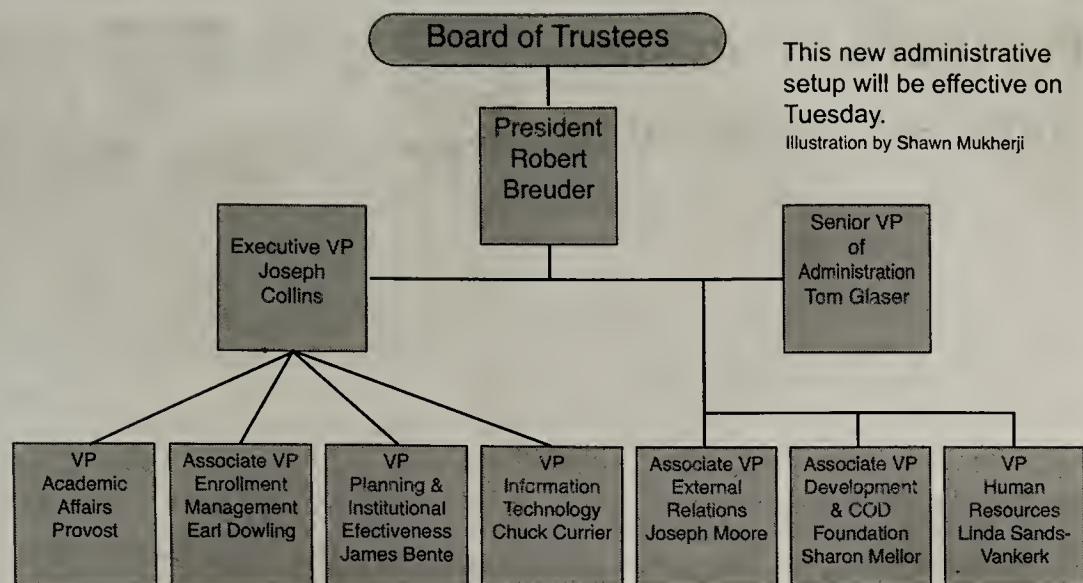 Board of Trustees
This new administrative
setup will be effective on
Tuesday.
Illustration by Shawn Mukherji
President
Robert
Breuder
Executive VP
Joseph
Collins
Senior VP
of
Administration
Tom Glaser
VP
Academic
Affairs
Provost
Associate VP
Enrollment
Management
Earl Dowling
VP
Planning &
Institutional
Efectiveness
James Bente
VP
Information
Technology
Chuck Currier
Associate VP
External
Relations
Joseph Moore
Associate VP
Development
& COD
Foundation
Sharon Mellor
VP
Human
Resources
Linda Sands-
Vankerk